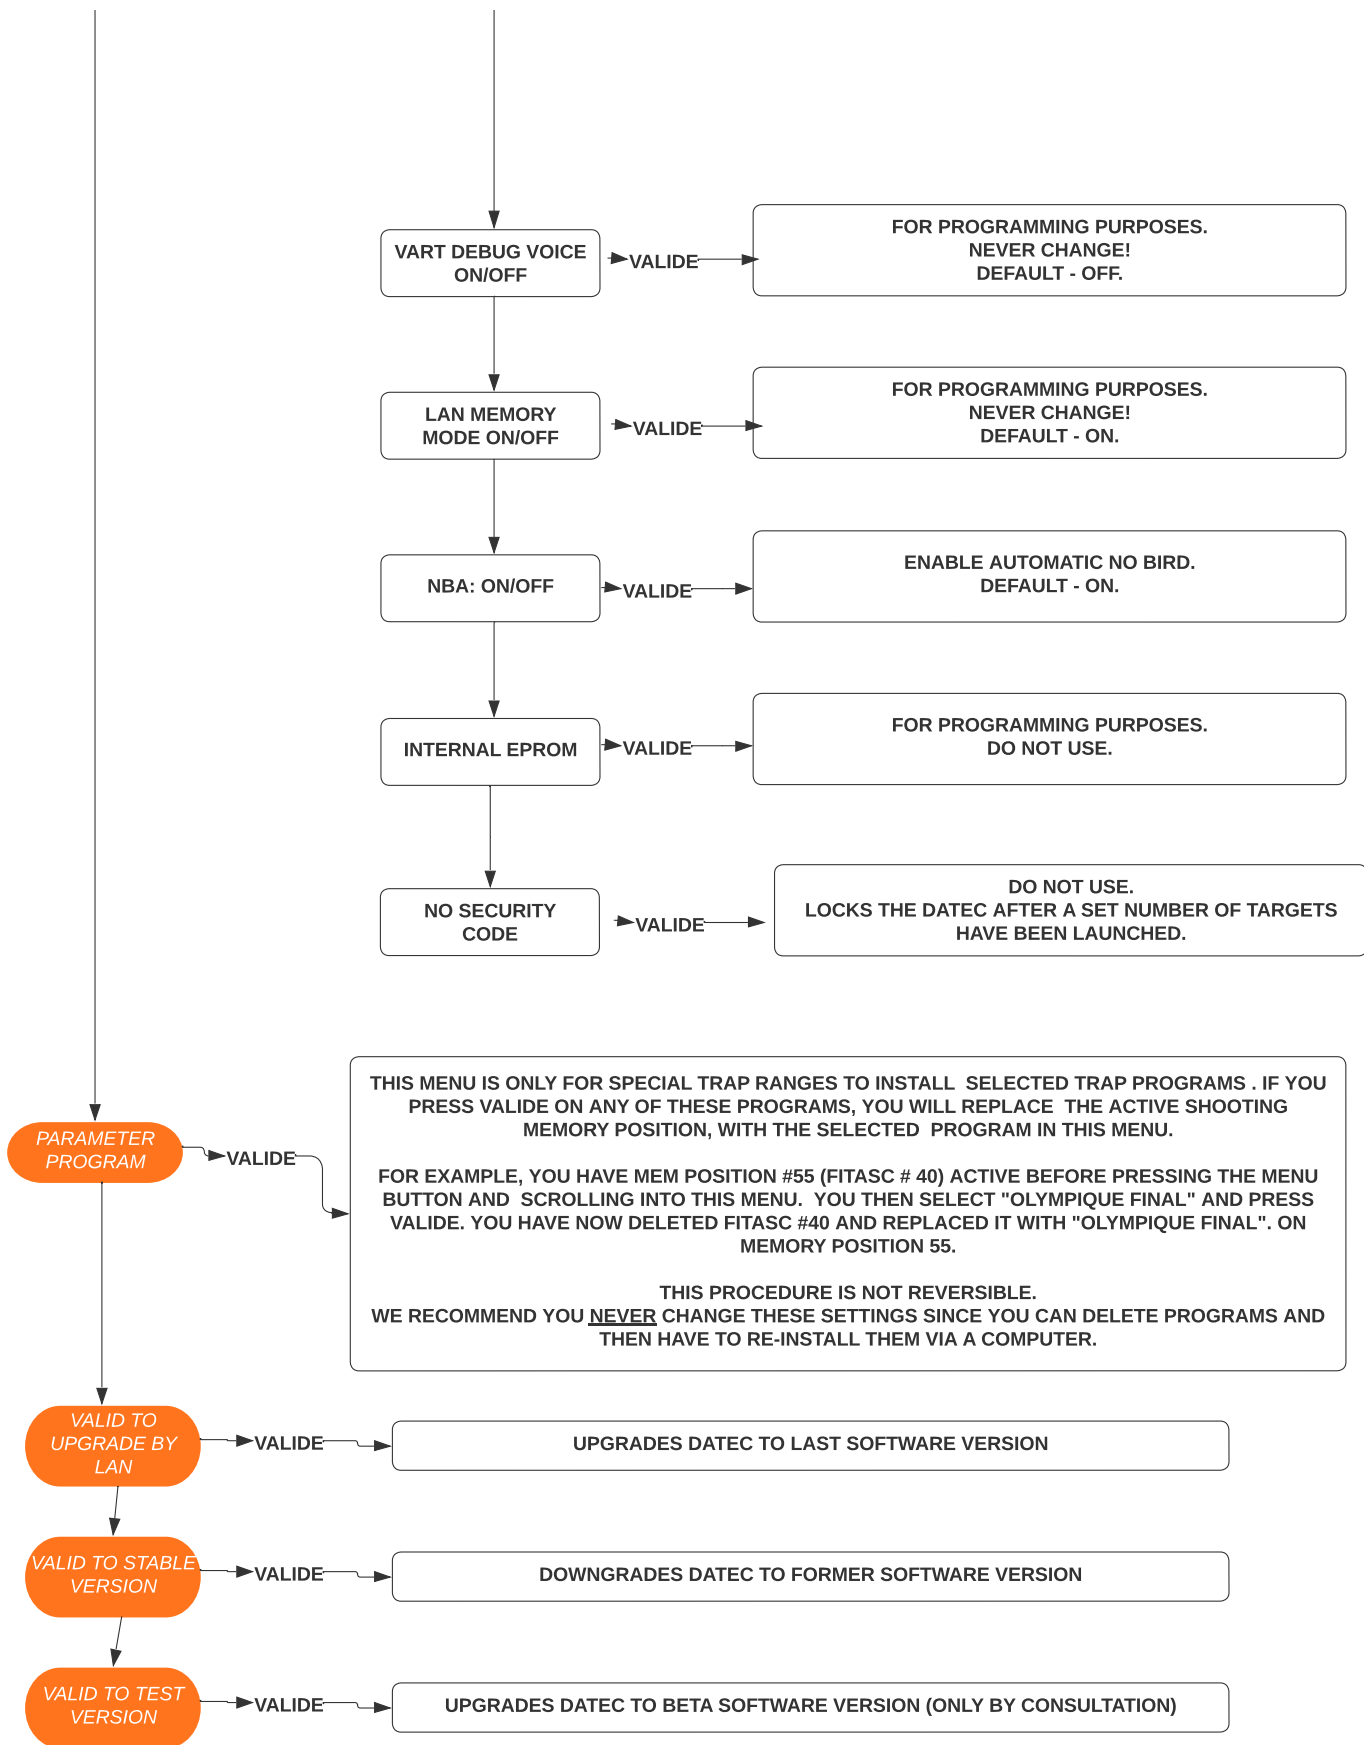 VART DEBUG VOICE
ON/OFF
VALIDE
FOR PROGRAMMING PURPOSES.
NEVER CHANGE!
DEFAULT - OFF.
LAN MEMORY
MODE ON/OFF
VALIDE
FOR PROGRAMMING PURPOSES.
NEVER CHANGE!
DEFAULT - ON.
NBA: ON/OFF
VALIDE
ENABLE AUTOMATIC NO BIRD.
DEFAULT - ON.
INTERNAL EPROM
VALIDE
FOR PROGRAMMING PURPOSES.
DO NOT USE.
NO SECURITY
CODE
VALIDE
DO NOT USE.
LOCKS THE DATEC AFTER A SET NUMBER OF TARGETS
HAVE BEEN LAUNCHED.
PARAMETER
PROGRAM
VALIDE
THIS MENU IS ONLY FOR SPECIAL TRAP RANGES TO INSTALL  SELECTED TRAP PROGRAMS . IF YOU
PRESS VALIDE ON ANY OF THESE PROGRAMS, YOU WILL REPLACE  THE ACTIVE SHOOTING
MEMORY POSITION, WITH THE SELECTED  PROGRAM IN THIS MENU.
FOR EXAMPLE, YOU HAVE MEM POSITION #55 (FITASC # 40) ACTIVE BEFORE PRESSING THE MENU
BUTTON AND  SCROLLING INTO THIS MENU.  YOU THEN SELECT "OLYMPIQUE FINAL" AND PRESS
VALIDE. YOU HAVE NOW DELETED FITASC #40 AND REPLACED IT WITH "OLYMPIQUE FINAL". ON
MEMORY POSITION 55.
THIS PROCEDURE IS NOT REVERSIBLE.
WE RECOMMEND YOU NEVER CHANGE THESE SETTINGS SINCE YOU CAN DELETE PROGRAMS AND
THEN HAVE TO RE-INSTALL THEM VIA A COMPUTER.
VALID TO
UPGRADE BY
LAN
VALIDE
UPGRADES DATEC TO LAST SOFTWARE VERSION
VALID TO STABLE
VERSION
VALIDE
DOWNGRADES DATEC TO FORMER SOFTWARE VERSION
VALID TO TEST
VERSION
VALIDE
UPGRADES DATEC TO BETA SOFTWARE VERSION (ONLY BY CONSULTATION)